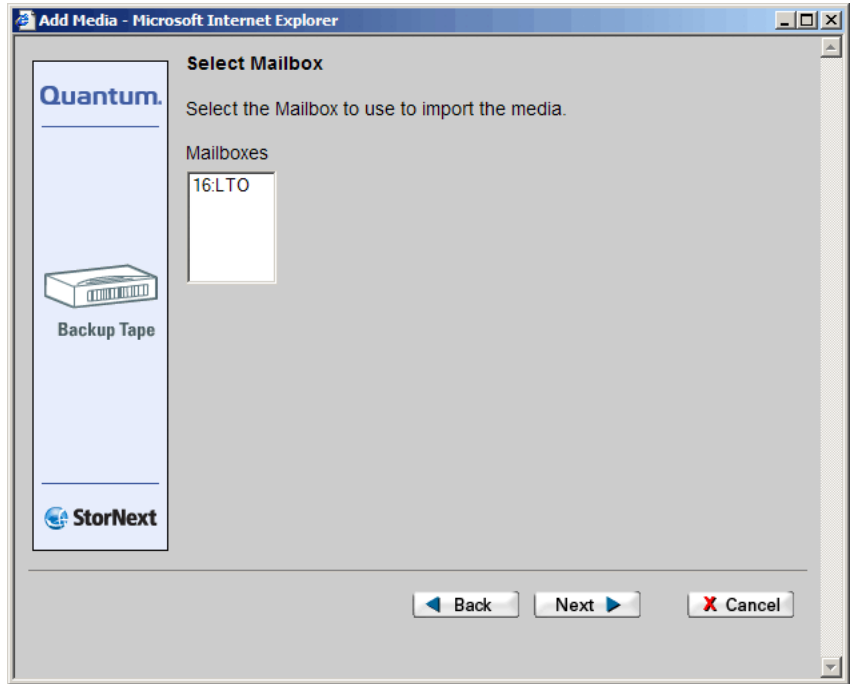 Add Media - Microsoft Internet Explorer
Select Mailbox
Quantum.
Select the Mailbox to use to import the media.
Mailboxes
16:LTO
Backup Tape
StorNext
Back
Next
X Cancel